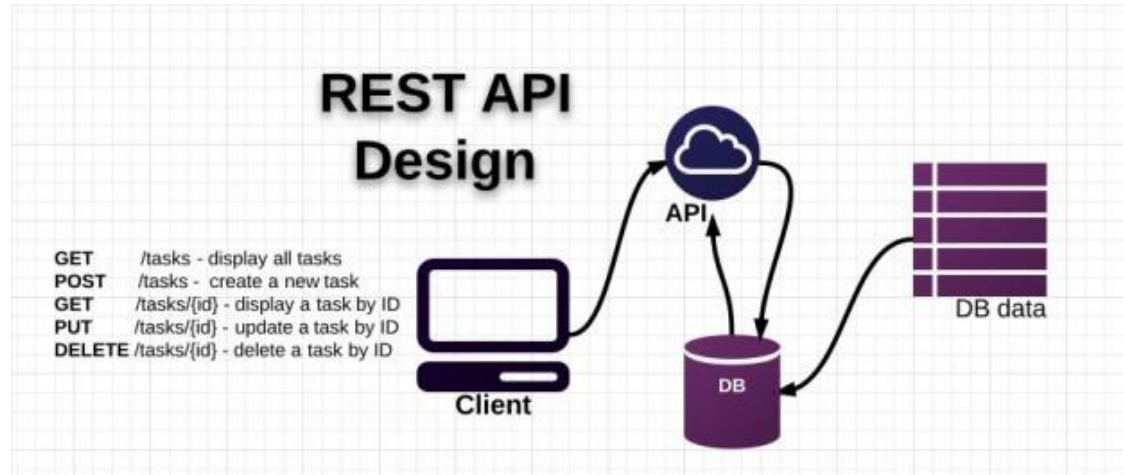 REST API
Design
API
GET /tasks - display all tasks
POST /tasks - create a new task
GET /tasks/{id} - display a task by ID
PUT /tasks/{id} - update a task by ID
DELETE /tasks/{id} - delete a task by ID
Client
DB
DB data